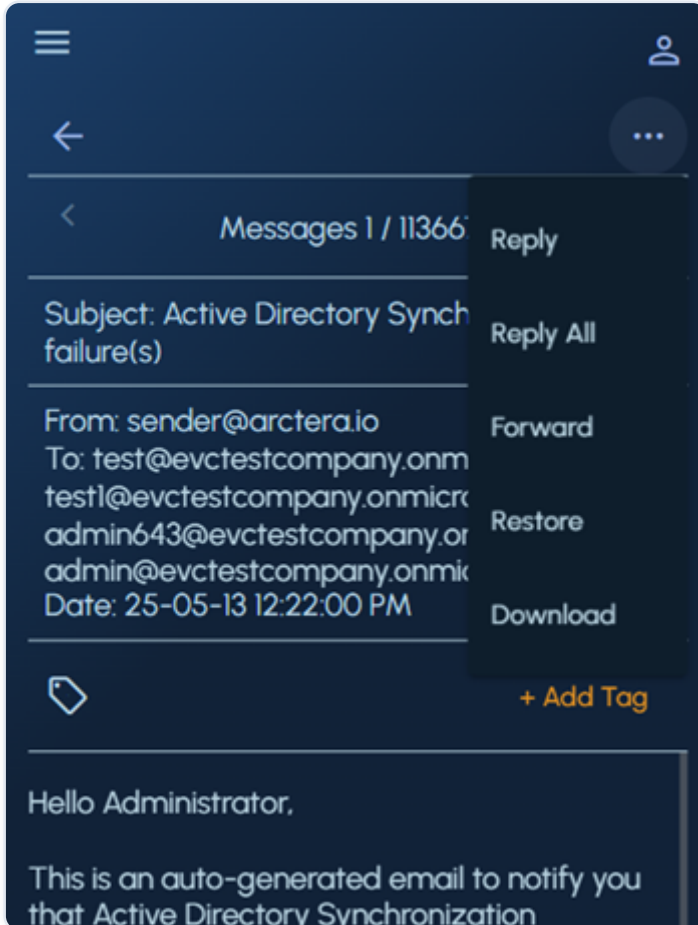 Messages 1 / 11366
Reply
Subject: Active Directory Synch
failure(s)
Reply All
From: sender@arctera.io
To: test@evctestcompany.onm
test1@evctestcompany.onmicro
admin643@evctestcompany.or
admin@evctestcompany.onmic
Date: 25-05-13 12:22:00 PM
Forward
Restore
Download
+ Add Tag
Hello Administrator,
This is an auto-generated email to notify you
that Active Directory Synchronization